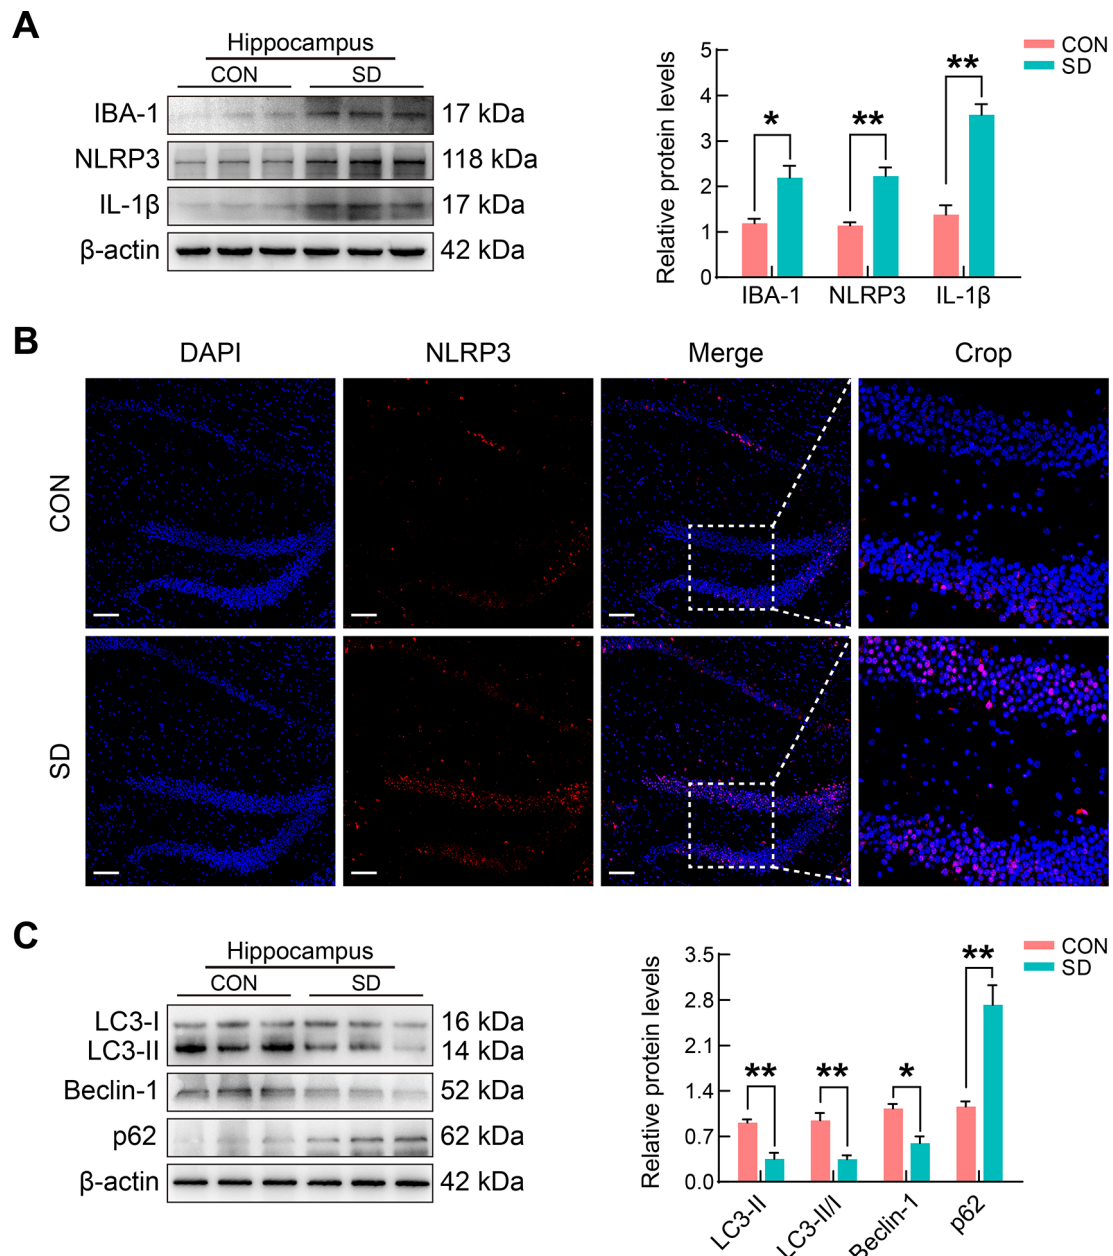 A
Hippocampus
CON SD
IBA-1 17 kDa
NLRP3 118 kDa
IL-1β 17 kDa
β-actin 42 kDa
CON
SD
Relative protein levels
5
4
3
2
1
0
* ** **
IBA-1 NLRP3 IL-1β
B
DAPI NLRP3 Merge Crop
CON
SD
C
Hippocampus
CON SD
LC3-I 16 kDa
LC3-II 14 kDa
Beclin-1 52 kDa
p62 62 kDa
β-actin 42 kDa
CON
SD
Relative protein levels
3.5
2.8
2.1
1.4
0.7
0.0
** ** * **
LC3-II LC3-II/I Beclin-1 p62